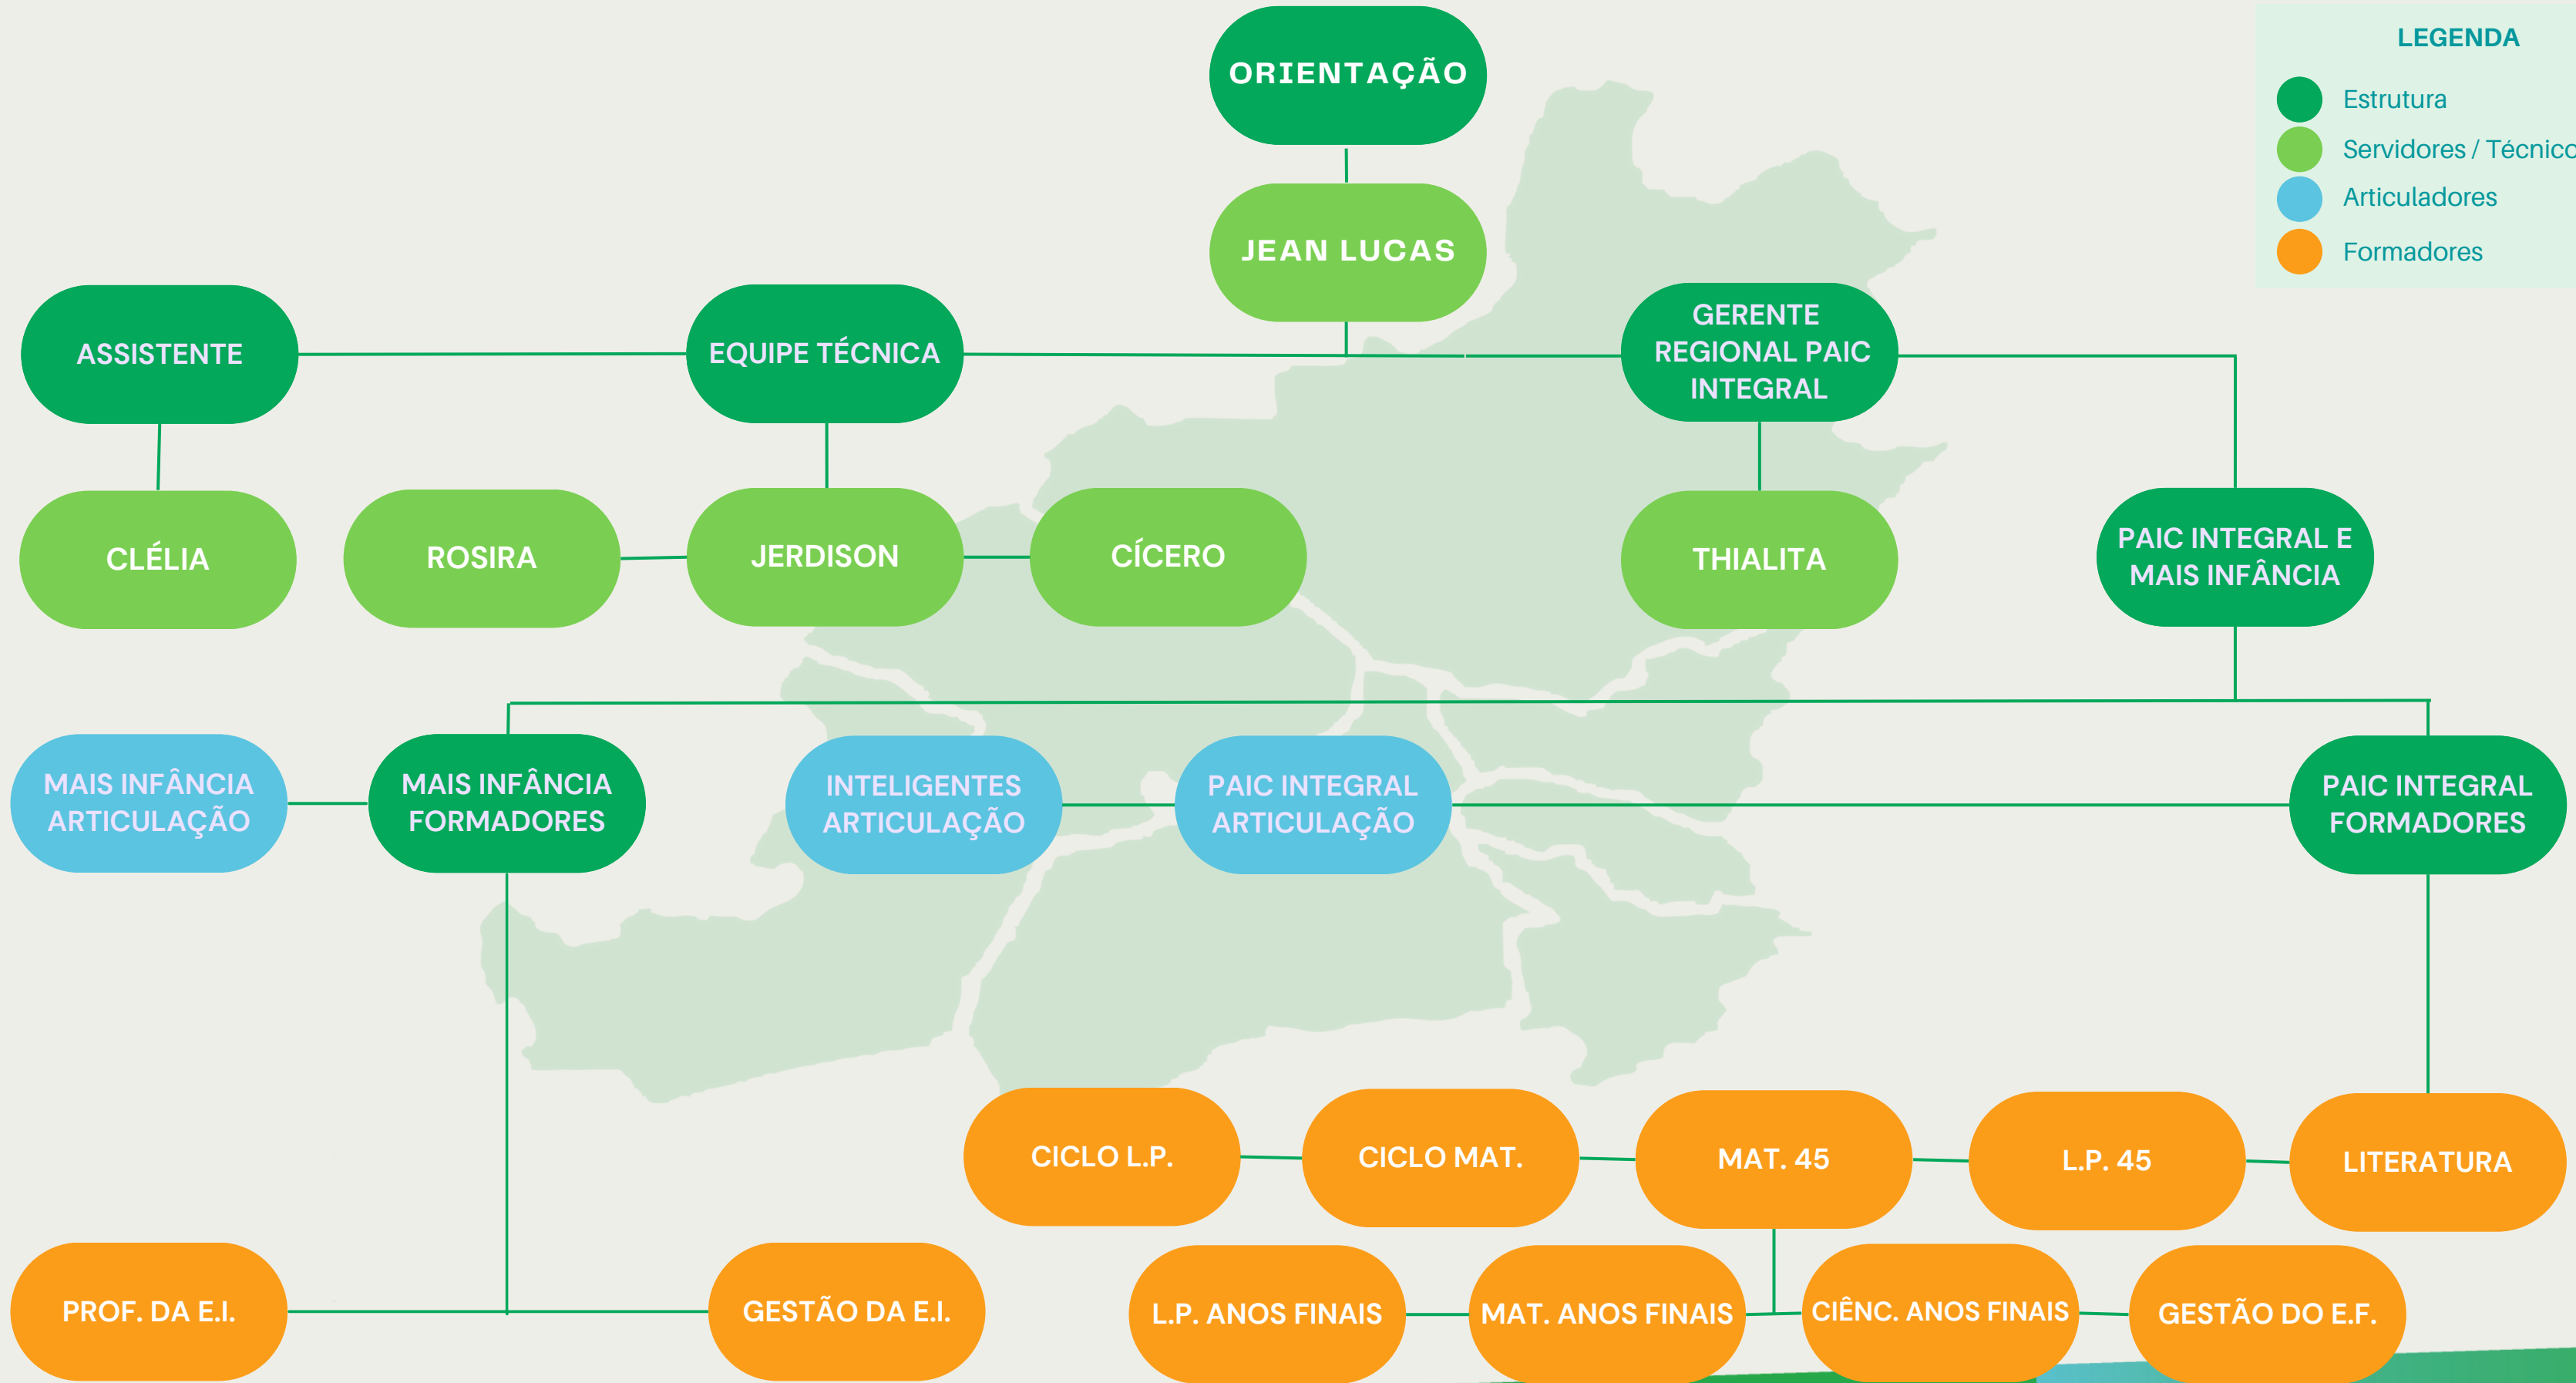 ORIENTAÇÃO
LEGENDA
Estrutura
Servidores / Técnico
Articuladores
Formadores
JEAN LUCAS
ASSISTENTE
EQUIPE TÉCNICA
GERENTE
REGIONAL PAIC
INTEGRAL
CLÉLIA
ROSIRA
JERDISON
CÍCERO
THIALITA
PAIC INTEGRAL E
MAIS INFÂNCIA
MAIS INFÂNCIA
ARTICULAÇÃO
MAIS INFÂNCIA
FORMADORES
INTELIGENTES
ARTICULAÇÃO
PAIC INTEGRAL
ARTICULAÇÃO
PAIC INTEGRAL
FORMADORES
CICLO L.P.
CICLO MAT.
MAT. 45
L.P. 45
LITERATURA
PROF. DA E.I.
GESTÃO DA E.I.
L.P. ANOS FINAIS
MAT. ANOS FINAIS
CIÊNC. ANOS FINAIS
GESTÃO DO E.F.